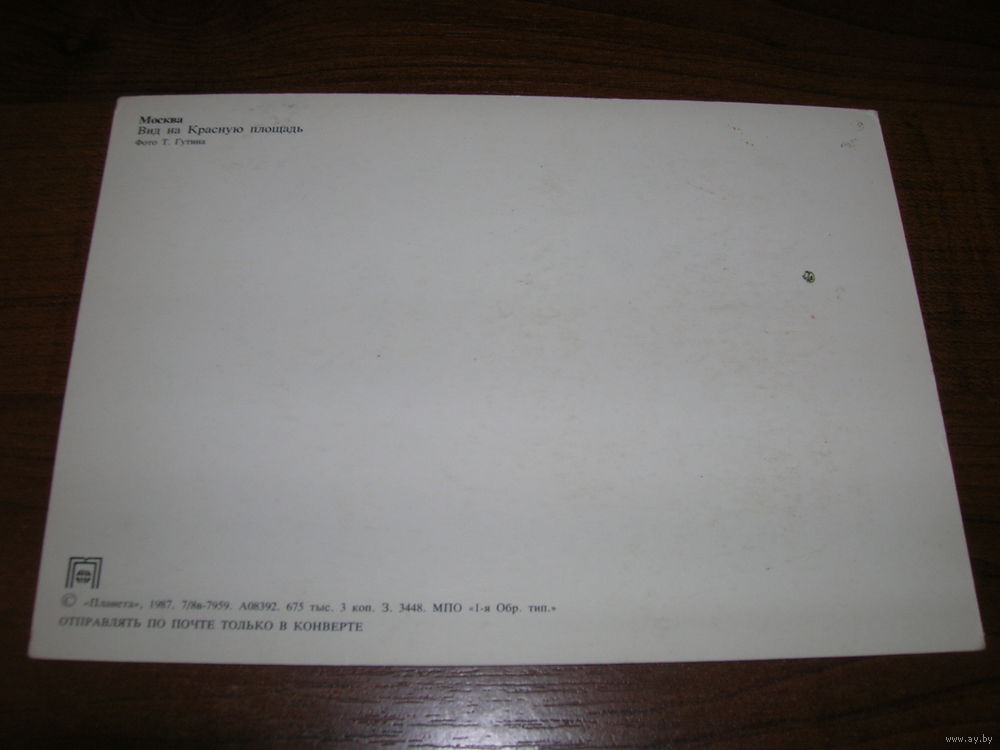 Москва
Вид на Красную площадь
Фото Т. Гутина
© «Планета», 1987. 7/8в-7959. А08392. 675 тыс. 3 коп. З. 3448. МПО «1-я Обр. тип.»
ОТПРАВЛЯТЬ ПО ПОЧТЕ ТОЛЬКО В КОНВЕРТЕ
www.ay.by